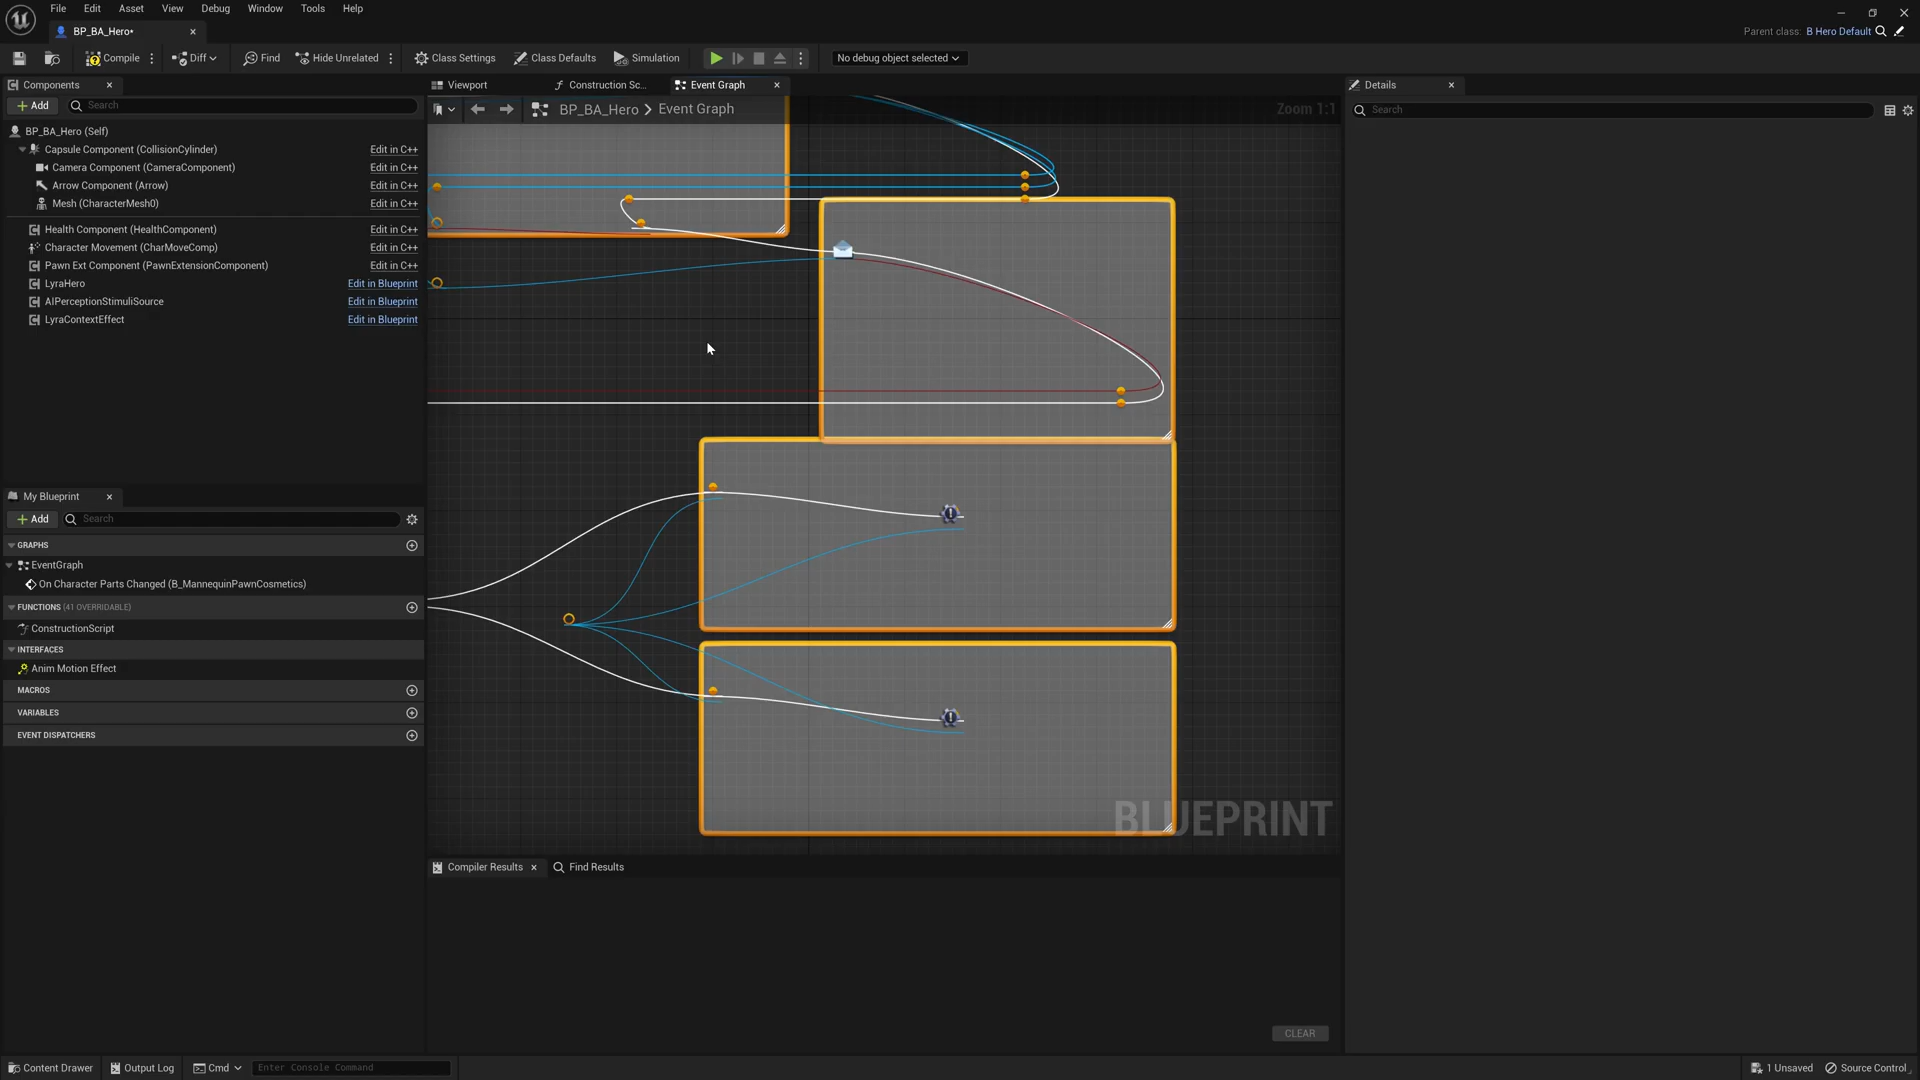 File Edit Asset View Debug Window Tools Help
BP_BA_Hero*
Parent class: B Hero Default
Compile Diff Find Hide Unrelated Class Settings Class Defaults Simulation No debug object selected
Components
Viewport Construction Sc... Event Graph
Details
Add Search
BP_BA_Hero Event Graph
Zoom 1:1
Search
BP_BA_Hero (Self)
Capsule Component (CollisionCylinder) Edit in C++
Camera Component (CameraComponent) Edit in C++
Arrow Component (Arrow) Edit in C++
Mesh (CharacterMesh0) Edit in C++
Health Component (HealthComponent) Edit in C++
Character Movement (CharMoveComp) Edit in C++
Pawn Ext Component (PawnExtensionComponent) Edit in C++
LyraHero Edit in Blueprint
AIPerceptionStimuliSource Edit in Blueprint
LyraContextEffect Edit in Blueprint
My Blueprint
Add Search
GRAPHS
EventGraph
On Character Parts Changed (B_MannequinPawnCosmetics)
FUNCTIONS (41 OVERRIDABLE)
ConstructionScript
INTERFACES
Anim Motion Effect
MACROS
VARIABLES
EVENT DISPATCHERS
BLUEPRINT
Compiler Results Find Results
CLEAR
Content Drawer Output Log Cmd Enter Console Command
1 Unsaved Source Control